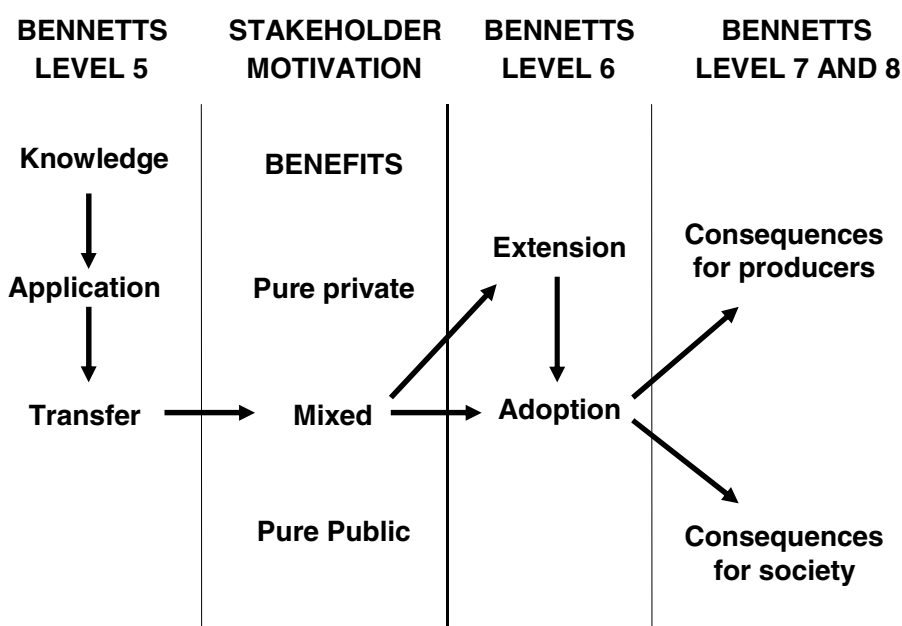 BENNETTS
LEVEL 5
STAKEHOLDER
MOTIVATION
BENNETTS
LEVEL 6
BENNETTS
LEVEL 7 AND 8
Knowledge
Application
Transfer
BENEFITS
Pure private
Mixed
Pure Public
Extension
Adoption
Consequences
for producers
Consequences
for society